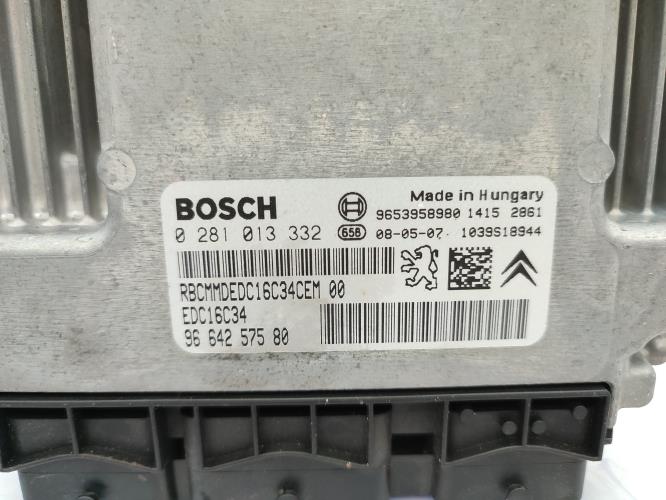 BOSCH
Made in Hungary
9653958980 1415 2861
0 281 013 332 656 08-05-07 1039S18944
RBCMMDEDC16C34CEM 00
EDC16C34
96 642 575 80